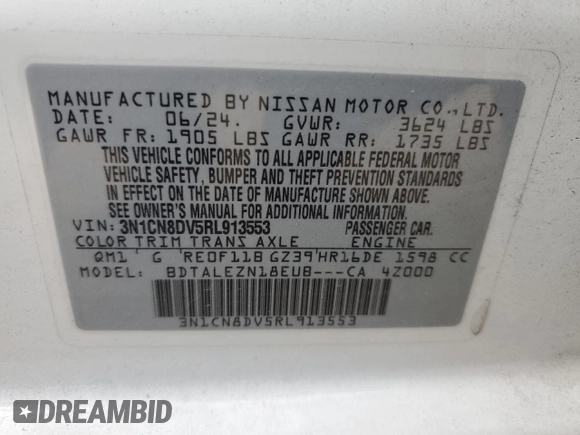 MANUFACTURED BY NISSAN MOTOR CO., LTD.
DATE: 06/24. GVWR: 3624 LBS
GAWR FR: 1905 LBS GAWR RR: 1735 LBS
THIS VEHICLE CONFORMS TO ALL APPLICABLE FEDERAL MOTOR
VEHICLE SAFETY, BUMPER AND THEFT PREVENTION STANDARDS
IN EFFECT ON THE DATE OF MANUFACTURE SHOWN ABOVE.
SEE OWNER'S MANUAL FOR ADDITIONAL INFORMATION
VIN: 3N1CN8DV5RL913553 PASSENGER CAR.
COLOR TRIM TRANS AXLE ENGINE
QM1 G RE0F11B GZ39 HR16DE 1598 CC
BDTALEZN18EUB---CA 4Z000
3N1CN8DV5RL913553
DREAMBID